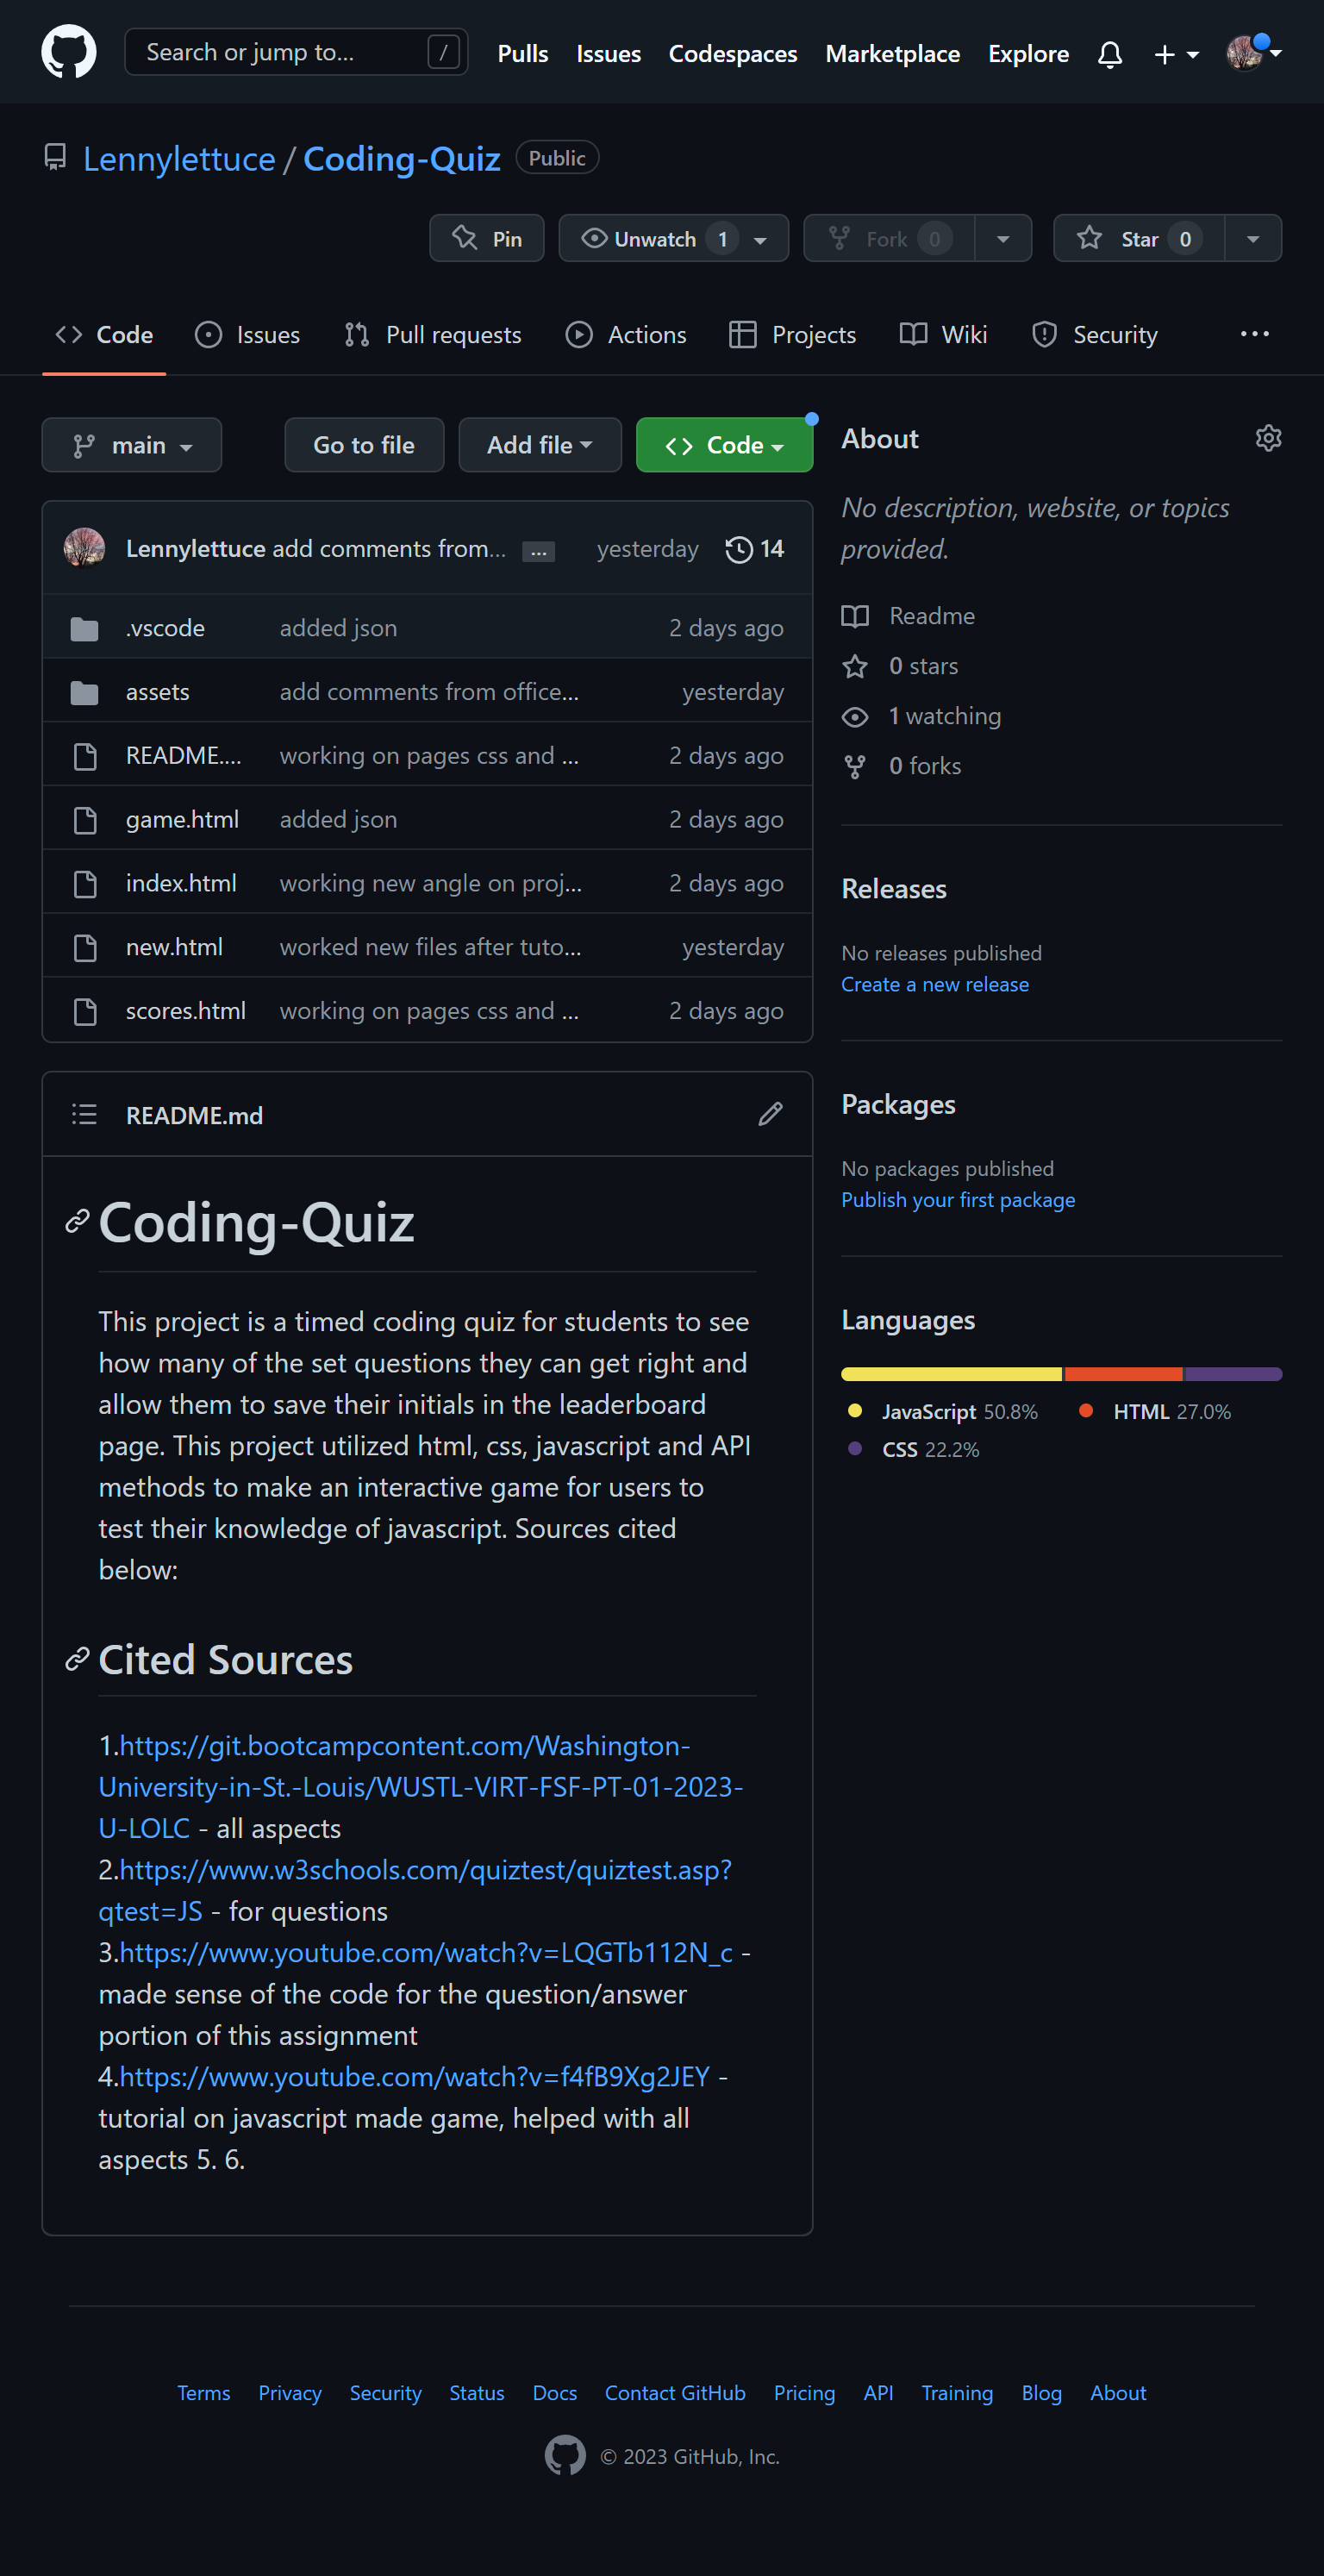 Search or jump to... /
Pulls Issues Codespaces Marketplace Explore
Lennylettuce / Coding-Quiz Public
Pin Unwatch 1 Fork 0 Star 0
Code Issues Pull requests Actions Projects Wiki Security ...
main Go to file Add file Code
Lennylettuce add comments from... ... yesterday 14
.vscode added json 2 days ago
assets add comments from office... yesterday
README.... working on pages css and ... 2 days ago
game.html added json 2 days ago
index.html working new angle on proj... 2 days ago
new.html worked new files after tuto... yesterday
scores.html working on pages css and ... 2 days ago
README.md
Coding-Quiz
This project is a timed coding quiz for students to see
how many of the set questions they can get right and
allow them to save their initials in the leaderboard
page. This project utilized html, css, javascript and API
methods to make an interactive game for users to
test their knowledge of javascript. Sources cited
below:
Cited Sources
1.https://git.bootcampcontent.com/Washington-
University-in-St.-Louis/WUSTL-VIRT-FSF-PT-01-2023-
U-LOLC - all aspects
2.https://www.w3schools.com/quiztest/quiztest.asp?
qtest=JS - for questions
3.https://www.youtube.com/watch?v=LQGTb112N_c -
made sense of the code for the question/answer
portion of this assignment
4.https://www.youtube.com/watch?v=f4fB9Xg2JEY -
tutorial on javascript made game, helped with all
aspects 5. 6.
About
No description, website, or topics
provided.
Readme
0 stars
1 watching
0 forks
Releases
No releases published
Create a new release
Packages
No packages published
Publish your first package
Languages
JavaScript 50.8% HTML 27.0%
CSS 22.2%
Terms Privacy Security Status Docs Contact GitHub Pricing API Training Blog About
© 2023 GitHub, Inc.